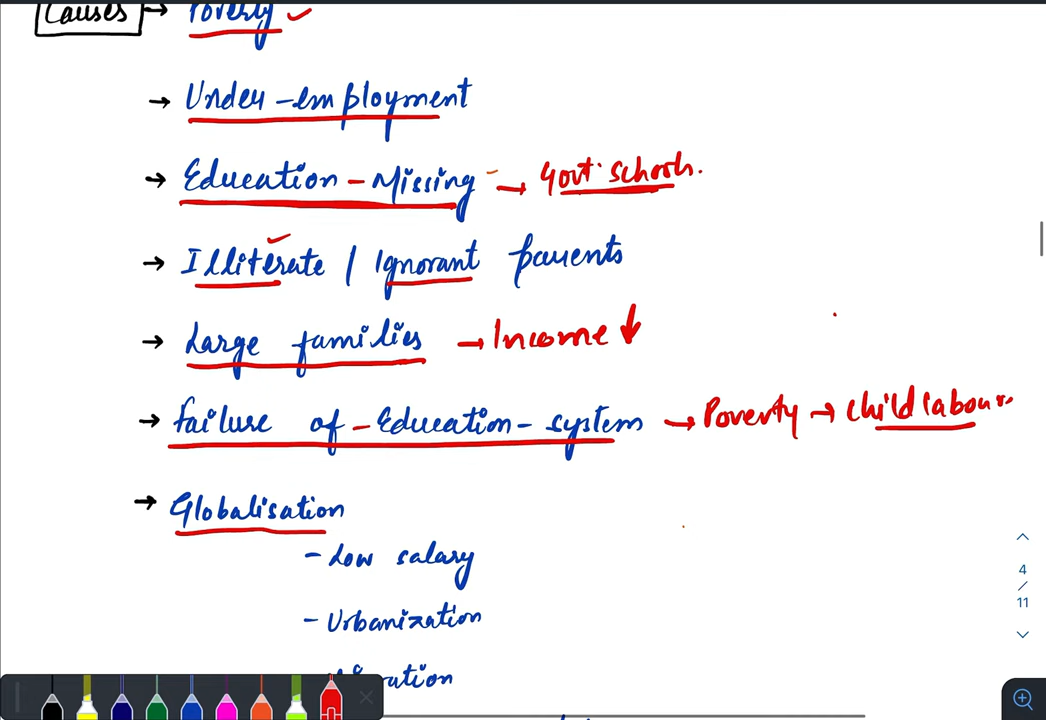 Causes → Poverty ✓
→ Under-employment
→ Education - Missing → Govt. Schools.
→ Illiterate / Ignorant parents
→ Large families → Income ↓
→ failure of - Education - system → Poverty → Child labour
→ Globalisation
- Low salary
- Urbanization
4
/
11